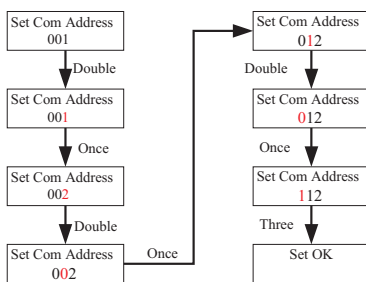 Set Com Address
001
Double
Set Com Address
001
Once
Set Com Address
002
Double
Set Com Address
002
Once
Set Com Address
012
Double
Set Com Address
012
Once
Set Com Address
112
Three
Set OK